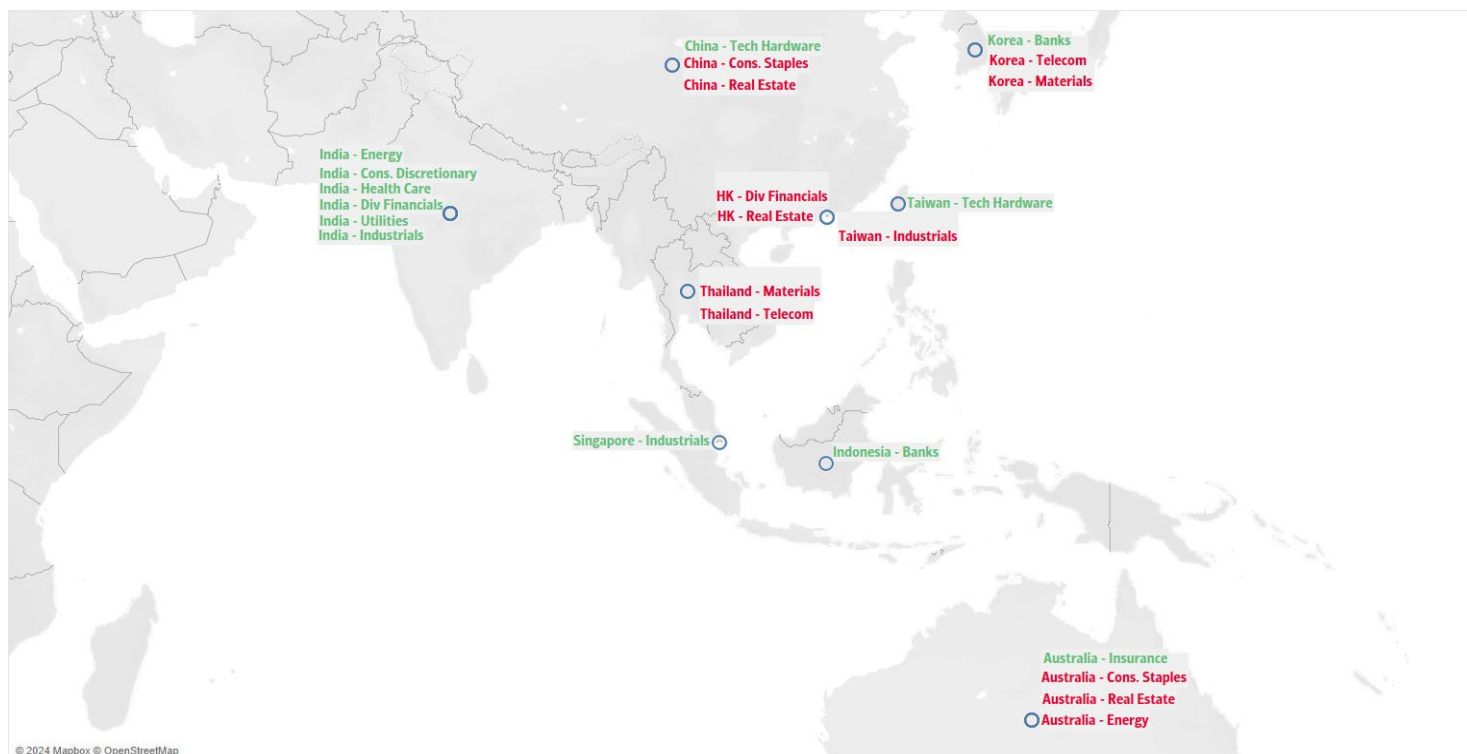 China - Tech Hardware
China - Cons. Staples
China - Real Estate
Korea - Banks
Korea - Telecom
Korea - Materials
India - Energy
India - Cons. Discretionary
India - Health Care
India - Div Financials
India - Utilities
India - Industrials
HK - Div Financials
HK - Real Estate
Taiwan - Tech Hardware
Taiwan - Industrials
Thailand - Materials
Thailand - Telecom
Singapore - Industrials
Indonesia - Banks
Australia - Insurance
Australia - Cons. Staples
Australia - Real Estate
Australia - Energy
© 2024 Mapbox © OpenStreetMap